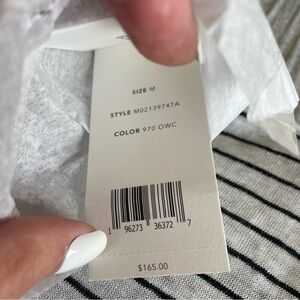 SIZE M
STYLE M02139747A
COLOR 970 OWC
1 96273 36372 7
$165.00